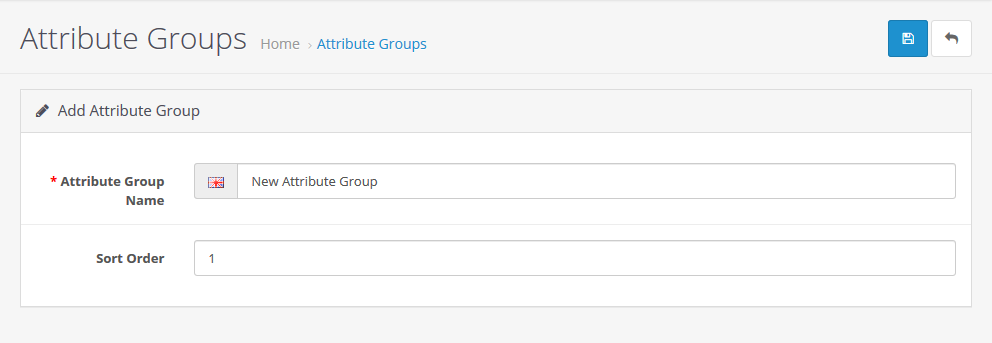 Attribute Groups Home › Attribute Groups
Add Attribute Group
* Attribute Group
Name
New Attribute Group
Sort Order
1